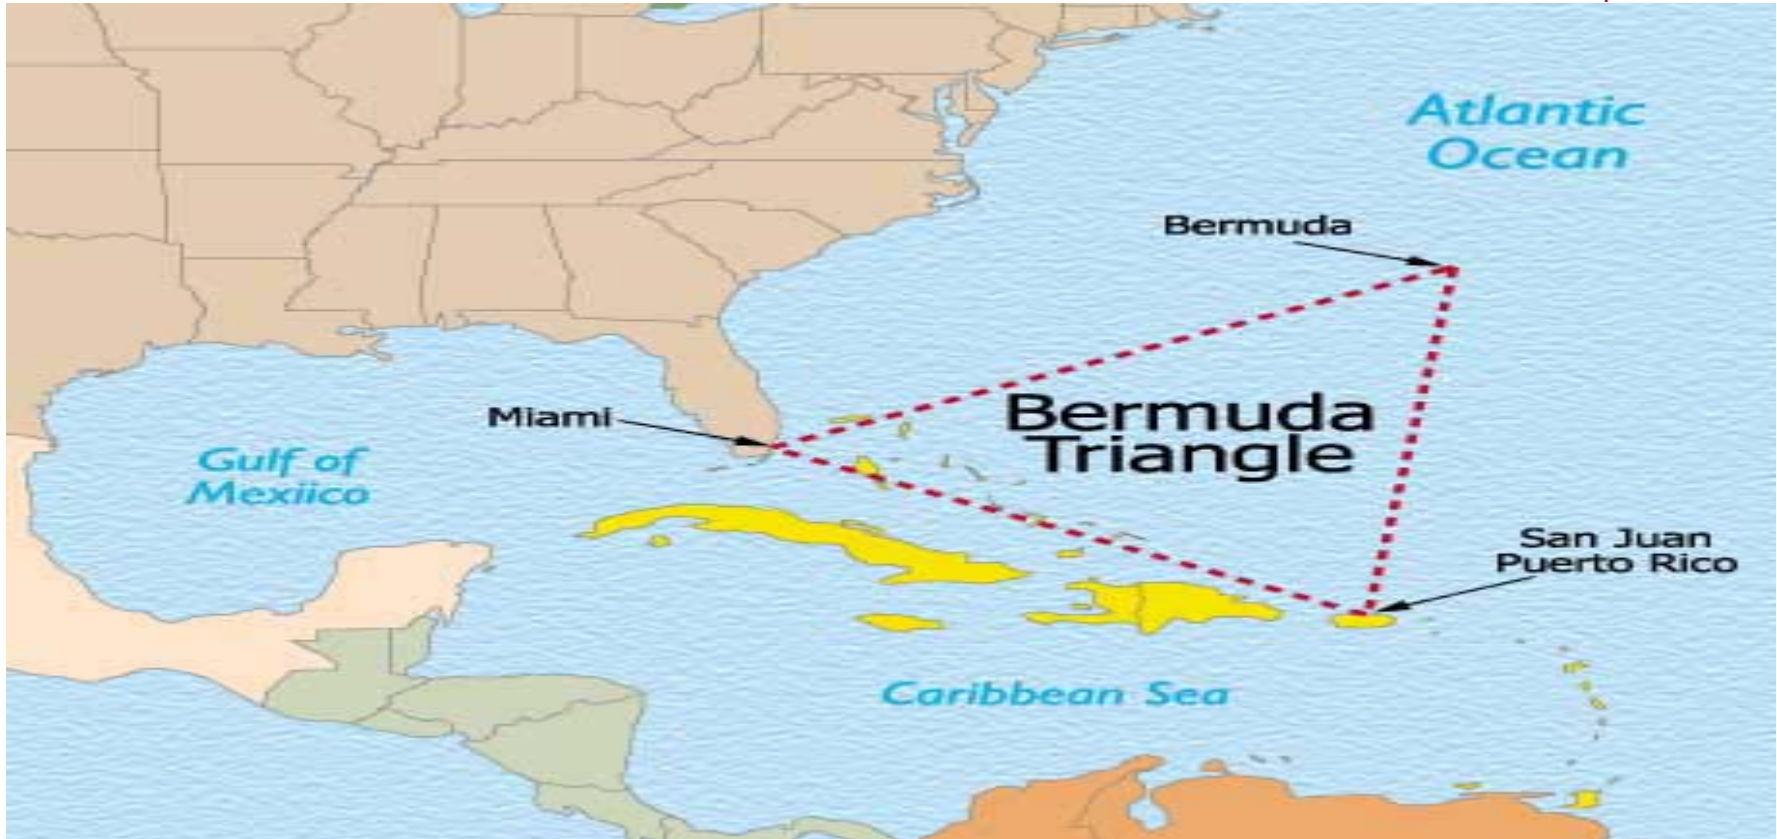 Atlantic
Ocean
Bermuda
Bermuda
Triangle
Miami
Gulf of
Mexiico
San Juan
Puerto Rico
Caribbean Sea